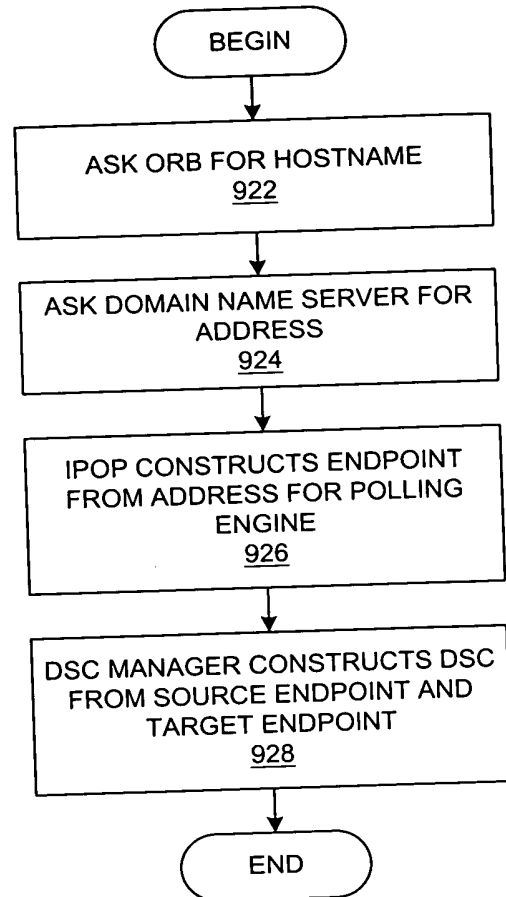 BEGIN
ASK ORB FOR HOSTNAME
922
ASK DOMAIN NAME SERVER FOR
ADDRESS
924
IPOP CONSTRUCTS ENDPOINT
FROM ADDRESS FOR POLLING
ENGINE
926
DSC MANAGER CONSTRUCTS DSC
FROM SOURCE ENDPOINT AND
TARGET ENDPOINT
928
END